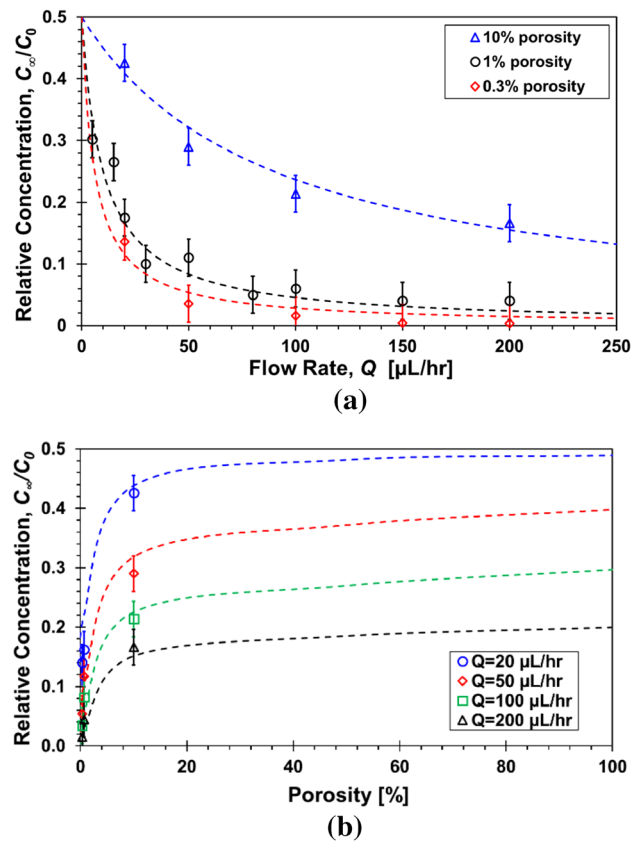 0.5
0.4
0.3
0.2
0.1
0
Relative Concentration, C∞/C0
10% porosity
1% porosity
0.3% porosity
0 50 100 150 200 250
Flow Rate, Q [µL/hr]
(a)
0.5
0.4
0.3
0.2
0.1
0.0
Relative Concentration, C∞/C0
Q=20 µL/hr
Q=50 µL/hr
Q=100 µL/hr
Q=200 µL/hr
0 20 40 60 80 100
Porosity [%]
(b)